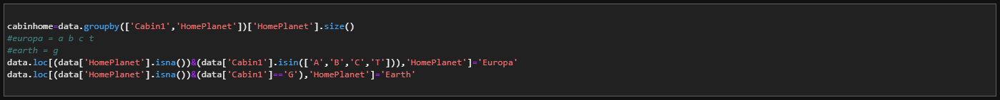 cabinhome=data.groupby(['Cabin1','HomePlanet'])['HomePlanet'].size()
#europa = a b c t
#earth = g
data.loc[(data['HomePlanet'].isna())&(data['Cabin1'].isin(['A','B','C','T'])),'HomePlanet']='Europa'
data.loc[(data['HomePlanet'].isna())&(data['Cabin1']=='G'),'HomePlanet']='Earth'